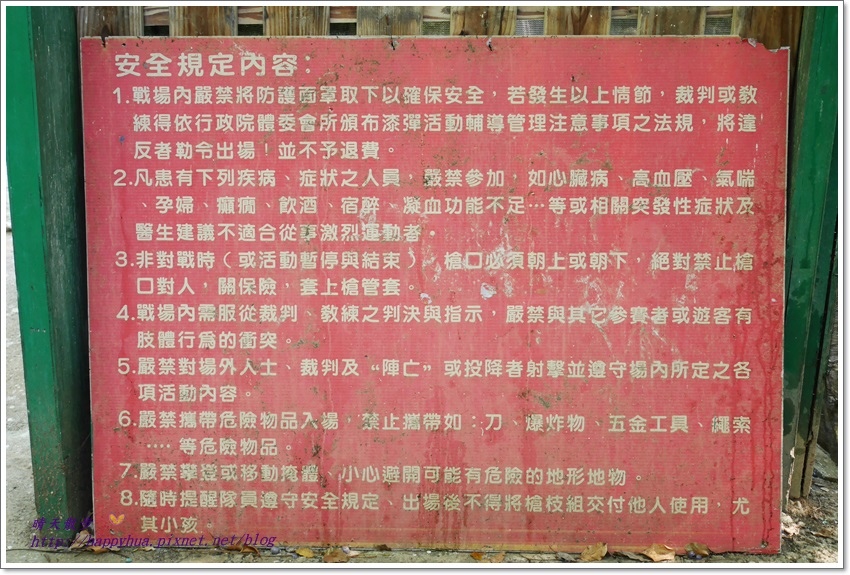 安全規定內容：
1.戰場內嚴禁將防護面罩取下以確保安全，若發生以上情節，裁判或教
練得依行政院體委會所頒布漆彈活動輔導管理注意事項之法規，將違
反者勒令出場！並不予退費。
2.凡患有下列疾病、症狀之人員，嚴禁參加，如心臟病、高血壓、氣喘
、孕婦、癲癇、飲酒、宿醉、凝血功能不足…等或相關突發性症狀及
醫生建議不適合從事激烈運動者。
3.非對戰時（或活動暫停與結束），槍口必須朝上或朝下，絕對禁止槍
口對人，關保險，套上槍管套。
4.戰場內需服從裁判、教練之判決與指示，嚴禁與其它參賽者或遊客有
肢體行為的衝突。
5.嚴禁對場外人士、裁判及“陣亡”或投降者射擊並遵守場內所定之各
項活動內容。
6.嚴禁攜帶危險物品入場，禁止攜帶如：刀、爆炸物、五金工具、繩索
‥‥等危險物品。
7.嚴禁攀登或移動掩體、小心避開可能有危險的地形地物。
8.隨時提醒隊員遵守安全規定、出場後不得將槍枝組交付他人使用，尤
其小孩。
http://happyhua.pixnet.net/blog